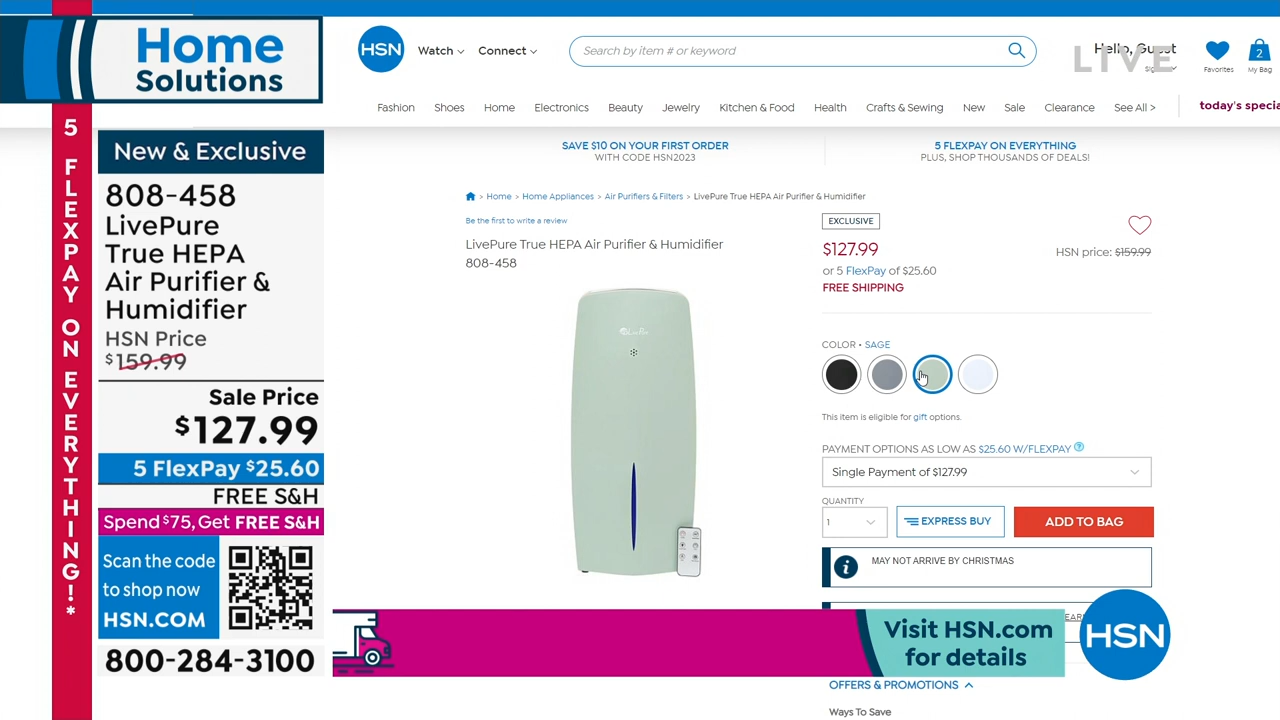 Home
Solutions
5 FLEXPAY ON EVERYTHING!*
New & Exclusive
808-458
LivePure
True HEPA
Air Purifier &
Humidifier
HSN Price
$159.99
Sale Price
$127.99
5 FlexPay $25.60
FREE S&H
Spend $75, Get FREE S&H
Scan the code
to shop now
HSN.COM
800-284-3100
HSN
Watch
Connect
Search by item # or keyword
Hello, Guest
LIVE
Favorites
2
My Bag
Fashion
Shoes
Home
Electronics
Beauty
Jewelry
Kitchen & Food
Health
Crafts & Sewing
New
Sale
Clearance
See All >
today's specia
SAVE $10 ON YOUR FIRST ORDER
WITH CODE HSN2023
5 FLEXPAY ON EVERYTHING
PLUS, SHOP THOUSANDS OF DEALS!
> Home > Home Appliances > Air Purifiers & Filters > LivePure True HEPA Air Purifier & Humidifier
Be the first to write a review
LivePure True HEPA Air Purifier & Humidifier
808-458
EXCLUSIVE
$127.99
HSN price: $159.99
or 5 FlexPay of $25.60
FREE SHIPPING
COLOR • SAGE
This item is eligible for gift options.
PAYMENT OPTIONS AS LOW AS $25.60 W/FLEXPAY ?
Single Payment of $127.99
QUANTITY
1
EXPRESS BUY
ADD TO BAG
MAY NOT ARRIVE BY CHRISTMAS
Visit HSN.com
for details
HSN
OFFERS & PROMOTIONS
Ways To Save